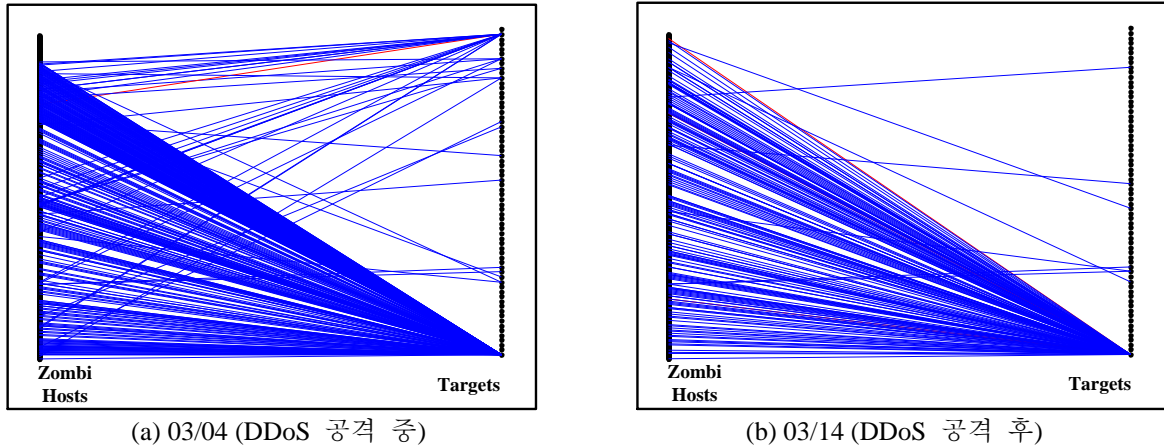 Zombi
Hosts
Targets
(a) 03/04 (DDoS 공격 중)
Zombi
Hosts
Targets
(b) 03/14 (DDoS 공격 후)